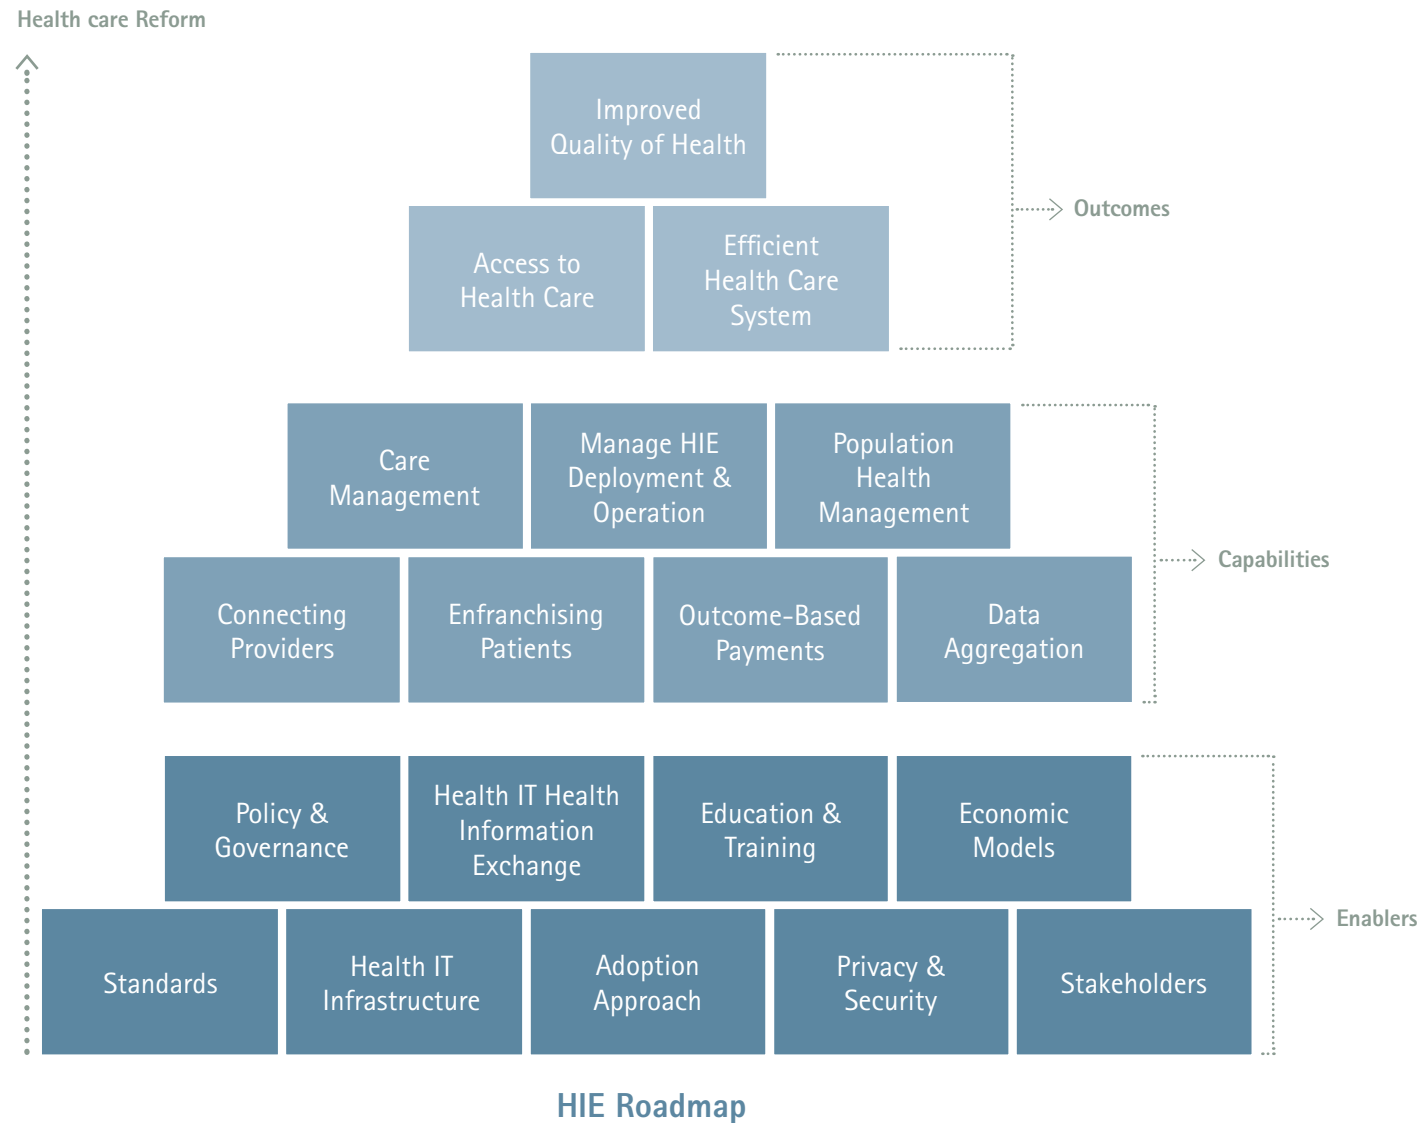 Health care Reform
Improved
Quality of Health
Outcomes
Access to
Health Care
Efficient
Health Care
System
Care
Management
Manage HIE
Deployment &
Operation
Population
Health
Management
Capabilities
Connecting
Providers
Enfranchising
Patients
Outcome-Based
Payments
Data
Aggregation
Policy &
Governance
Health IT Health
Information
Exchange
Education &
Training
Economic
Models
Enablers
Standards
Health IT
Infrastructure
Adoption
Approach
Privacy &
Security
Stakeholders
HIE Roadmap